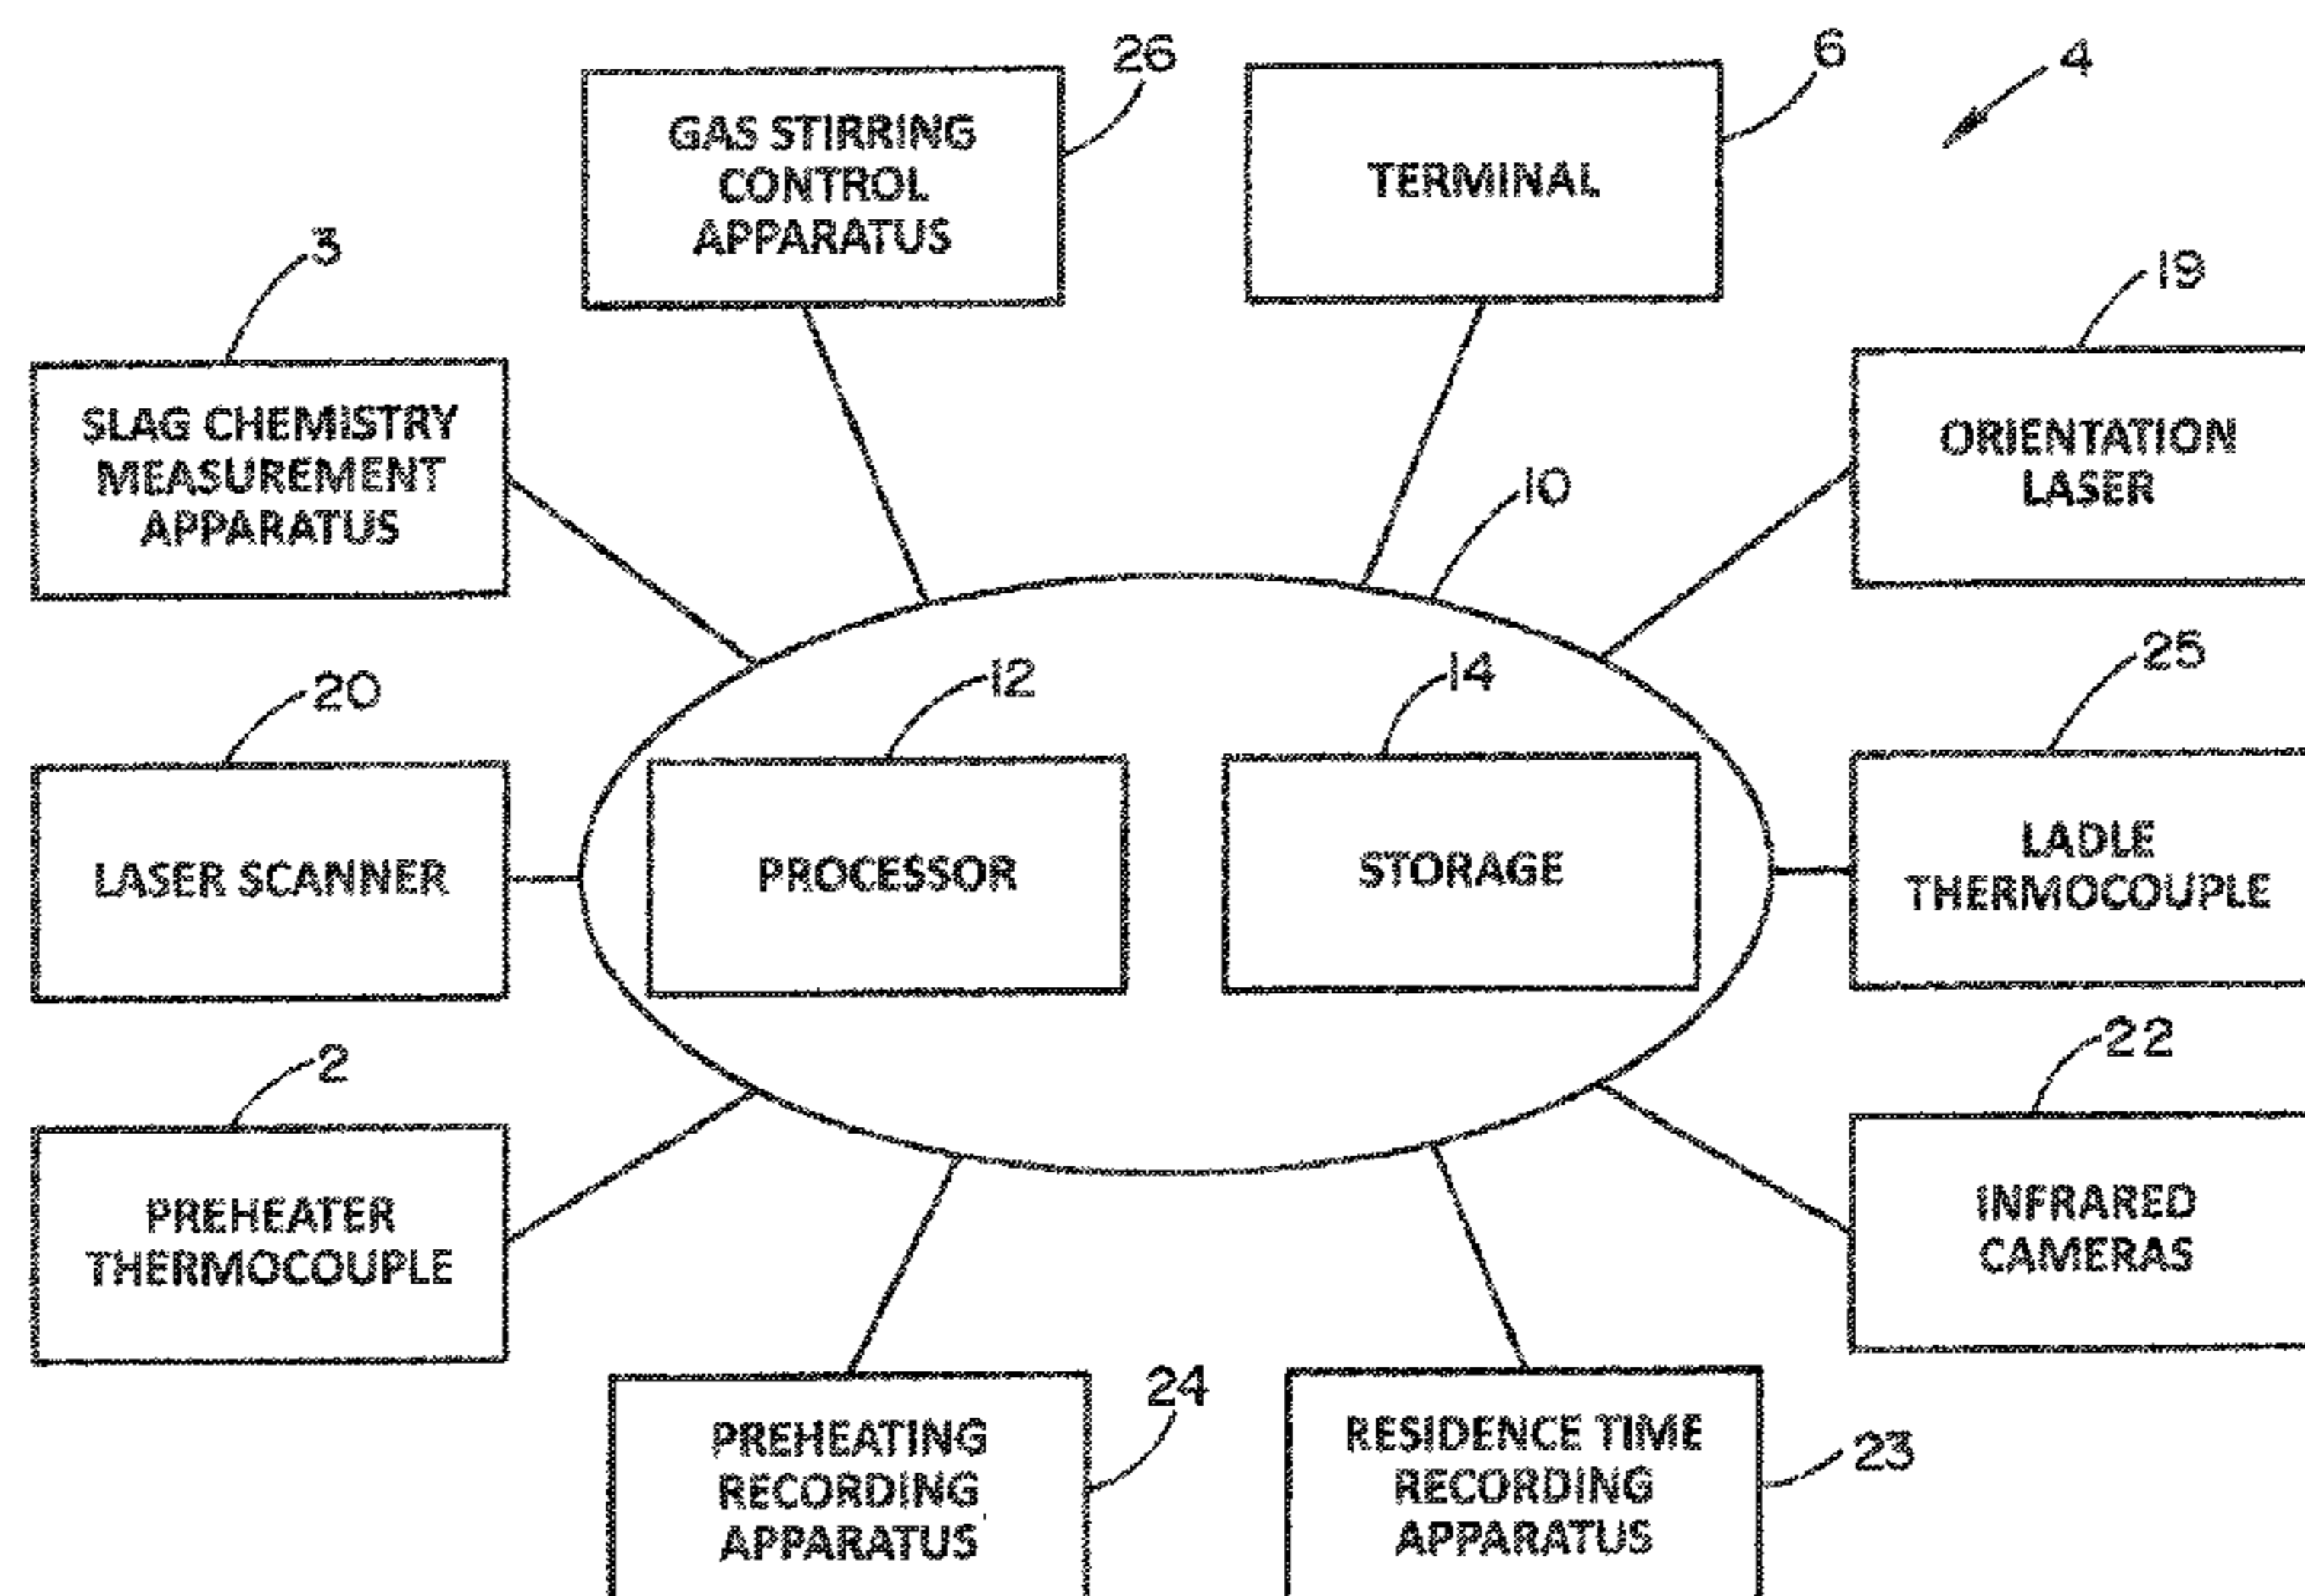 26
6
4
GAS STIRRING
CONTROL
APPARATUS
TERMINAL
3
19
SLAG CHEMISTRY
MEASUREMENT
APPARATUS
ORIENTATION
LASER
10
20
12
14
25
LASER SCANNER
PROCESSOR
STORAGE
LADLE
THERMOCOUPLE
2
22
PREHEATER
THERMOCOUPLE
INFRARED
CAMERAS
24
23
PREHEATING
RECORDING
APPARATUS
RESIDENCE TIME
RECORDING
APPARATUS